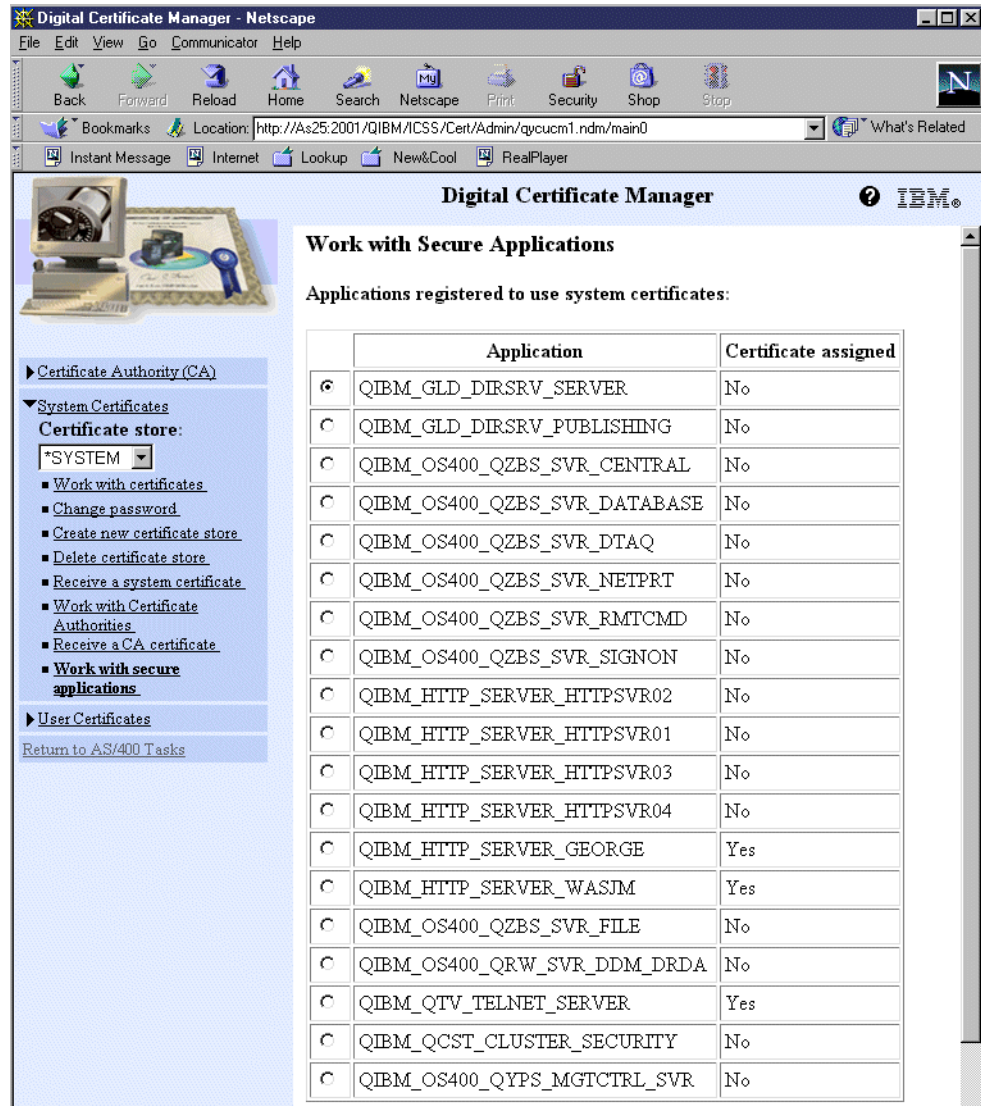 Digital Certificate Manager - Netscape
File Edit View Go Communicator Help
Back Forward Reload Home Search Netscape Print Security Shop Stop
My
N
Bookmarks Location: http://As25:2001/QIBM/ICSS/Cert/Admin/qycucm1.ndm/main0 What's Related
Instant Message Internet Lookup New&Cool RealPlayer
Digital Certificate Manager
IBM®
Certificate Authority (CA)
System Certificates
Certificate store:
*SYSTEM
Work with certificates
Change password
Create new certificate store
Delete certificate store
Receive a system certificate
Work with Certificate
Authorities
Receive a CA certificate
Work with secure
applications
User Certificates
Return to AS/400 Tasks
Work with Secure Applications
Applications registered to use system certificates:
Application Certificate assigned
QIBM_GLD_DIRSRV_SERVER No
QIBM_GLD_DIRSRV_PUBLISHING No
QIBM_OS400_QZBS_SVR_CENTRAL No
QIBM_OS400_QZBS_SVR_DATABASE No
QIBM_OS400_QZBS_SVR_DTAQ No
QIBM_OS400_QZBS_SVR_NETPRT No
QIBM_OS400_QZBS_SVR_RMTCMD No
QIBM_OS400_QZBS_SVR_SIGNON No
QIBM_HTTP_SERVER_HTTPSVR02 No
QIBM_HTTP_SERVER_HTTPSVR01 No
QIBM_HTTP_SERVER_HTTPSVR03 No
QIBM_HTTP_SERVER_HTTPSVR04 No
QIBM_HTTP_SERVER_GEORGE Yes
QIBM_HTTP_SERVER_WASJM Yes
QIBM_OS400_QZBS_SVR_FILE No
QIBM_OS400_QRW_SVR_DDM_DRDA No
QIBM_QTV_TELNET_SERVER Yes
QIBM_QCST_CLUSTER_SECURITY No
QIBM_OS400_QYPS_MGTCTRL_SVR No